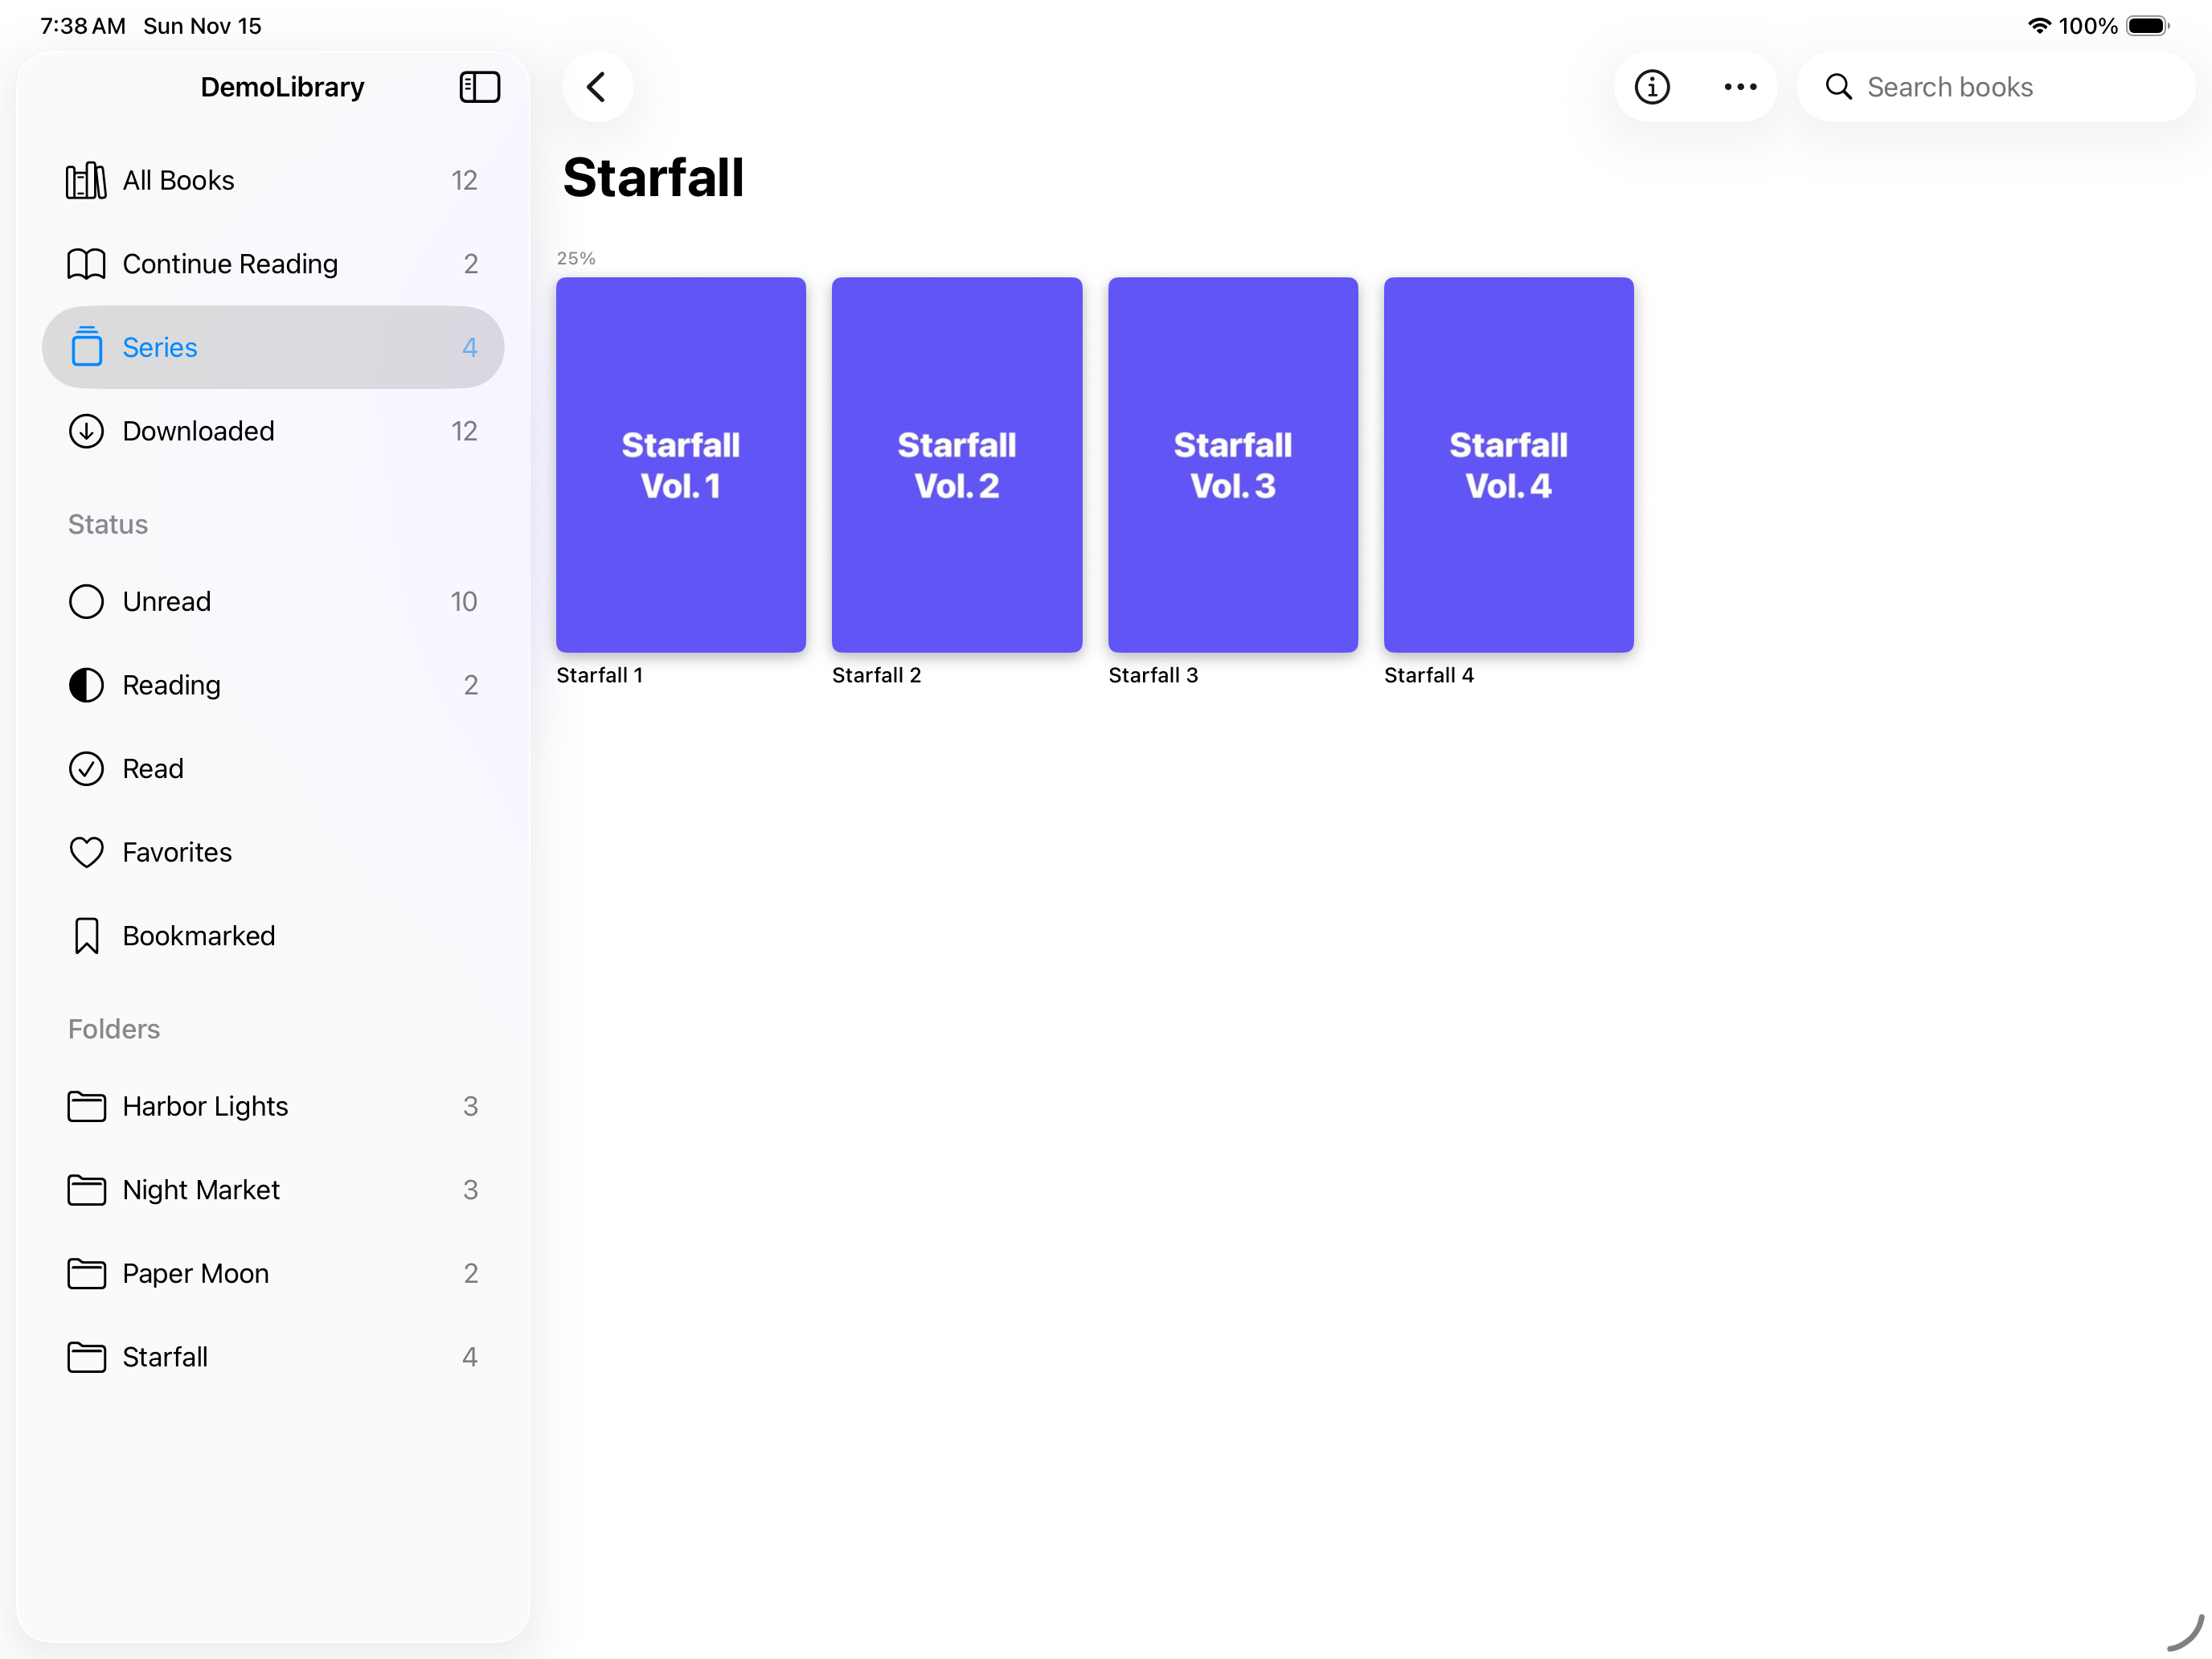 7:38 AM Sun Nov 15
100%
DemoLibrary
All Books 12
Continue Reading 2
Series 4
Downloaded 12
Status
Unread 10
Reading 2
Read
Favorites
Bookmarked
Folders
Harbor Lights 3
Night Market 3
Paper Moon 2
Starfall 4
Search books
Starfall
25%
Starfall
Vol. 1
Starfall 1
Starfall
Vol. 2
Starfall 2
Starfall
Vol. 3
Starfall 3
Starfall
Vol. 4
Starfall 4